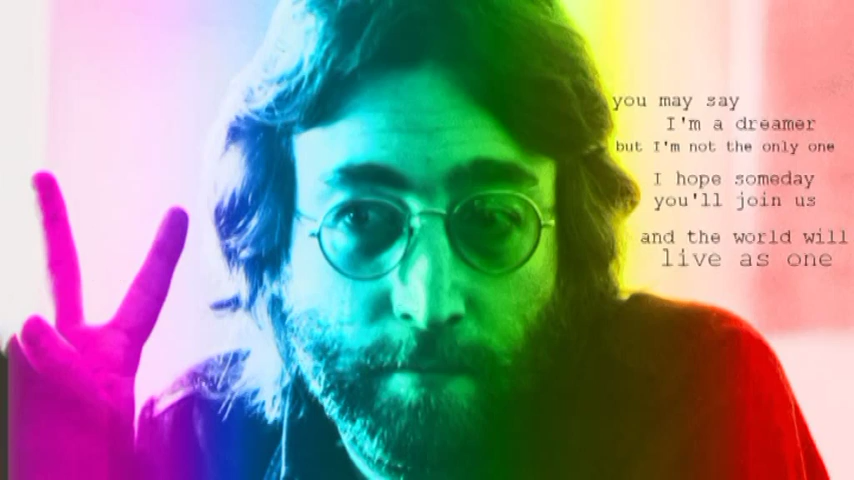 you may say
I'm a dreamer
but I'm not the only one
I hope someday
you'll join us
and the world will
live as one